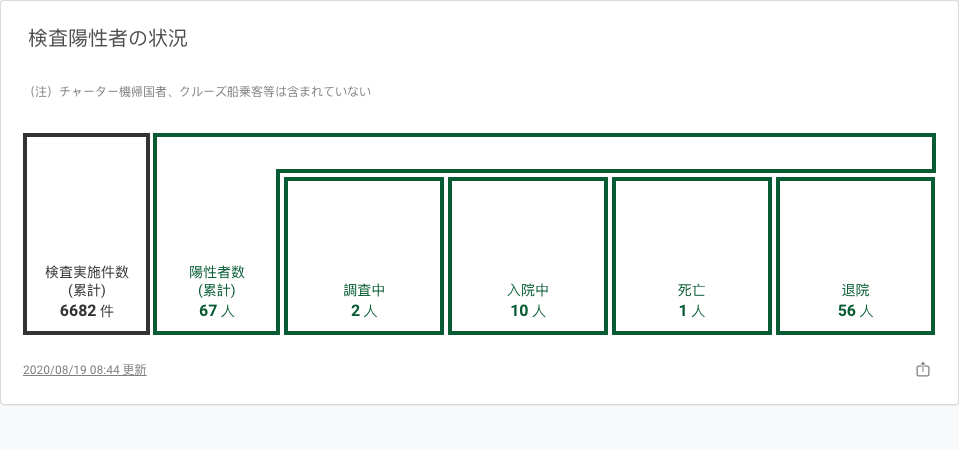 検査陽性者の状況
（注）チャーター機帰国者、クルーズ船乗客等は含まれていない
検査実施件数
(累計)
6682 件
陽性者数
(累計)
67 人
調査中
2 人
入院中
10 人
死亡
1 人
退院
56 人
2020/08/19 08:44 更新